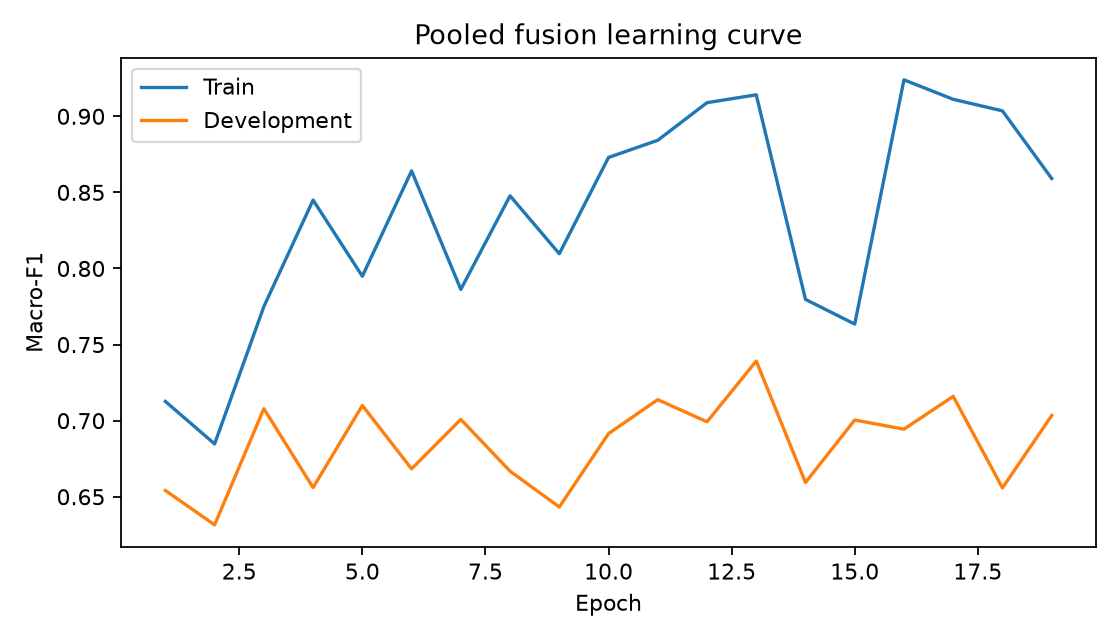 Pooled fusion learning curve
Train
Development
0.90
0.85
0.80
0.75
0.70
0.65
Macro-F1
2.5 5.0 7.5 10.0 12.5 15.0 17.5
Epoch